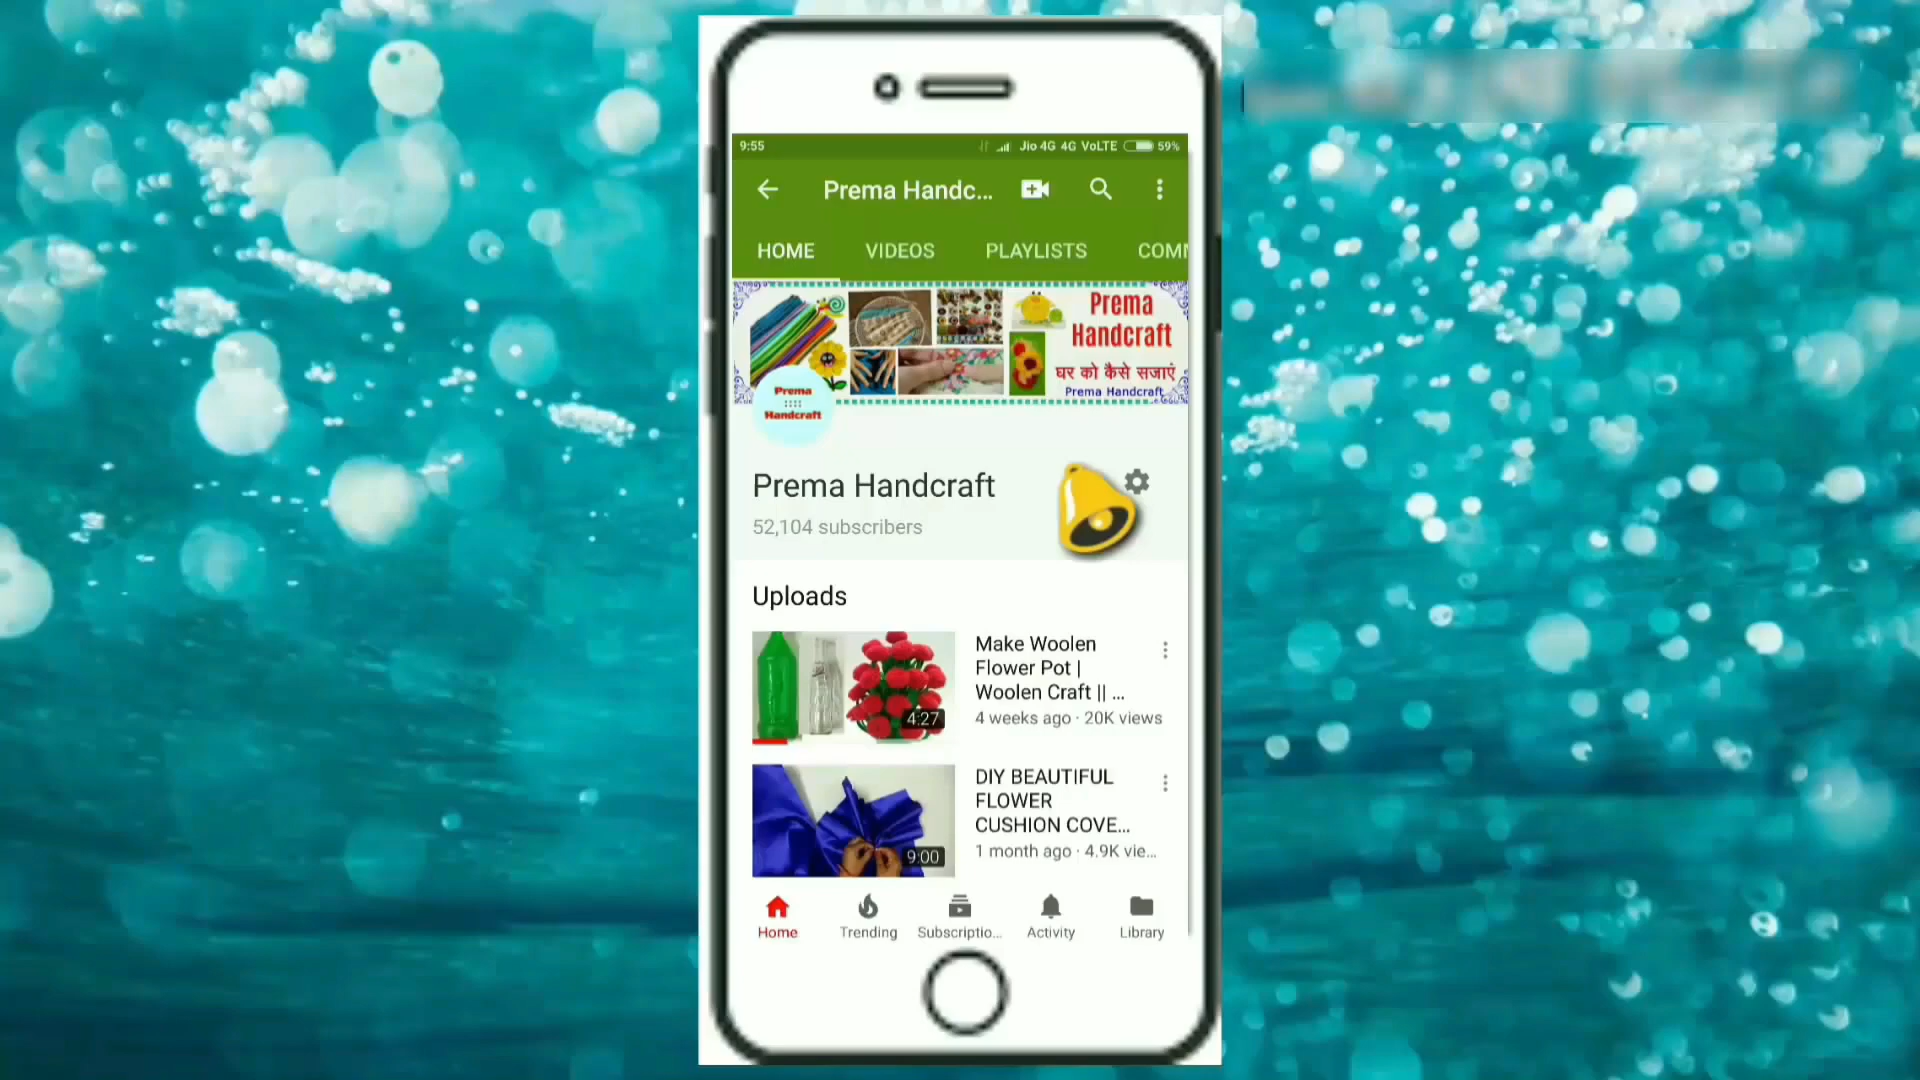 9:55 Jio 4G 4G VoLTE 59%
Prema Handc...
HOME VIDEOS PLAYLISTS COMM
Prema
Handcraft
घर को कैसे सजाएं
Prema Handcraft
Prema
::::
Handcraft
Prema Handcraft
52,104 subscribers
Uploads
Make Woolen
Flower Pot |
Woolen Craft || ...
4 weeks ago · 20K views
4:27
DIY BEAUTIFUL
FLOWER
CUSHION COVE...
1 month ago · 4.9K vie...
9:00
Home Trending Subscriptio... Activity Library